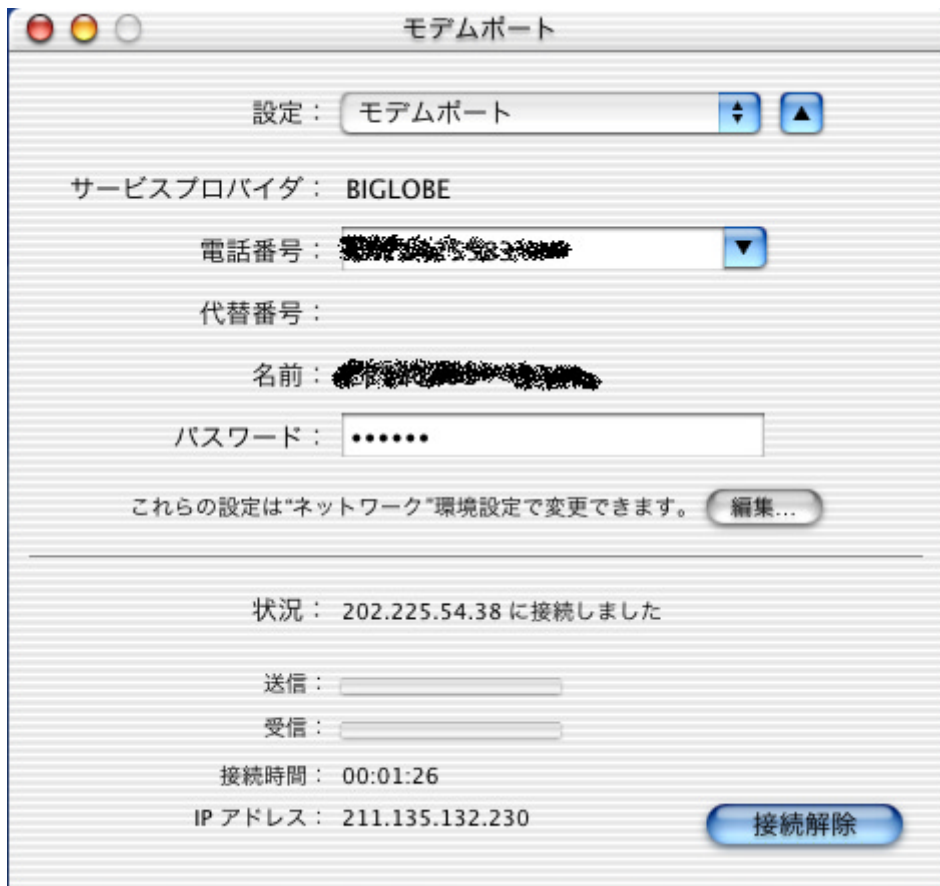 モデムポート
設定： モデムポート
サービスプロバイダ： BIGLOBE
電話番号：
代替番号：
名前：
パスワード： ••••••
これらの設定は“ネットワーク”環境設定で変更できます。 編集...
状況： 202.225.54.38 に接続しました
送信：
受信：
接続時間： 00:01:26
IP アドレス： 211.135.132.230
接続解除